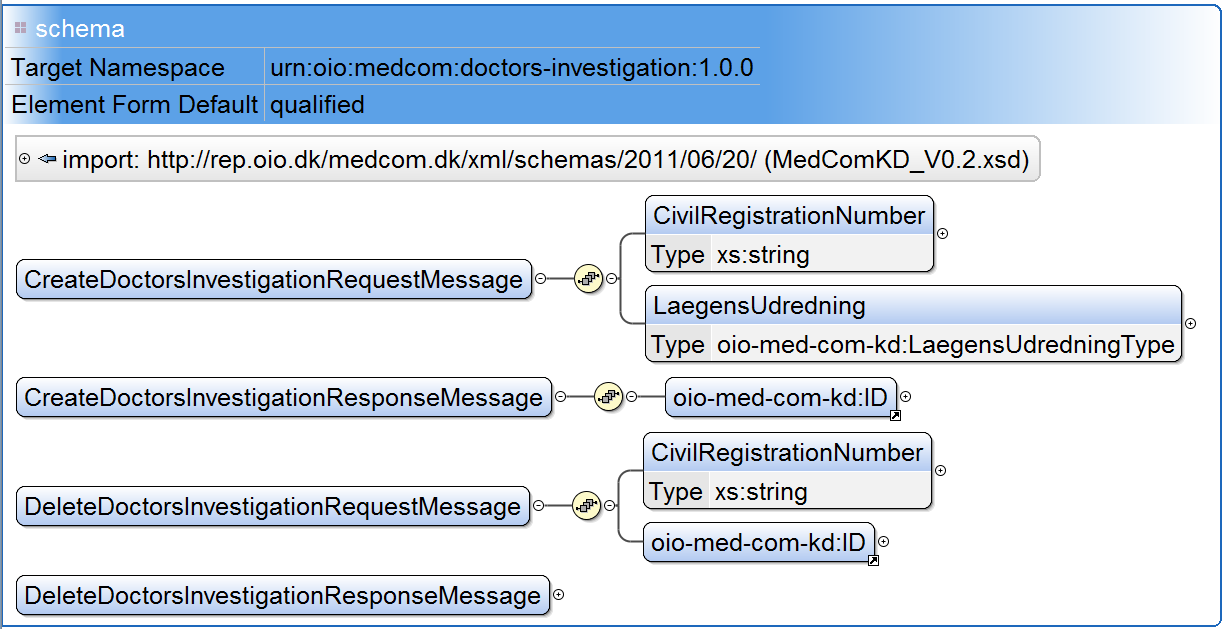 schema
Target Namespace urn:oio:medcom:doctors-investigation:1.0.0
Element Form Default qualified
import: http://rep.oio.dk/medcom.dk/xml/schemas/2011/06/20/ (MedComKD_V0.2.xsd)
CreateDoctorsInvestigationRequestMessage
CivilRegistrationNumber
Type xs:string
LaegensUdredning
Type oio-med-com-kd:LaegensUdredningType
CreateDoctorsInvestigationResponseMessage
oio-med-com-kd:ID
DeleteDoctorsInvestigationRequestMessage
CivilRegistrationNumber
Type xs:string
oio-med-com-kd:ID
DeleteDoctorsInvestigationResponseMessage